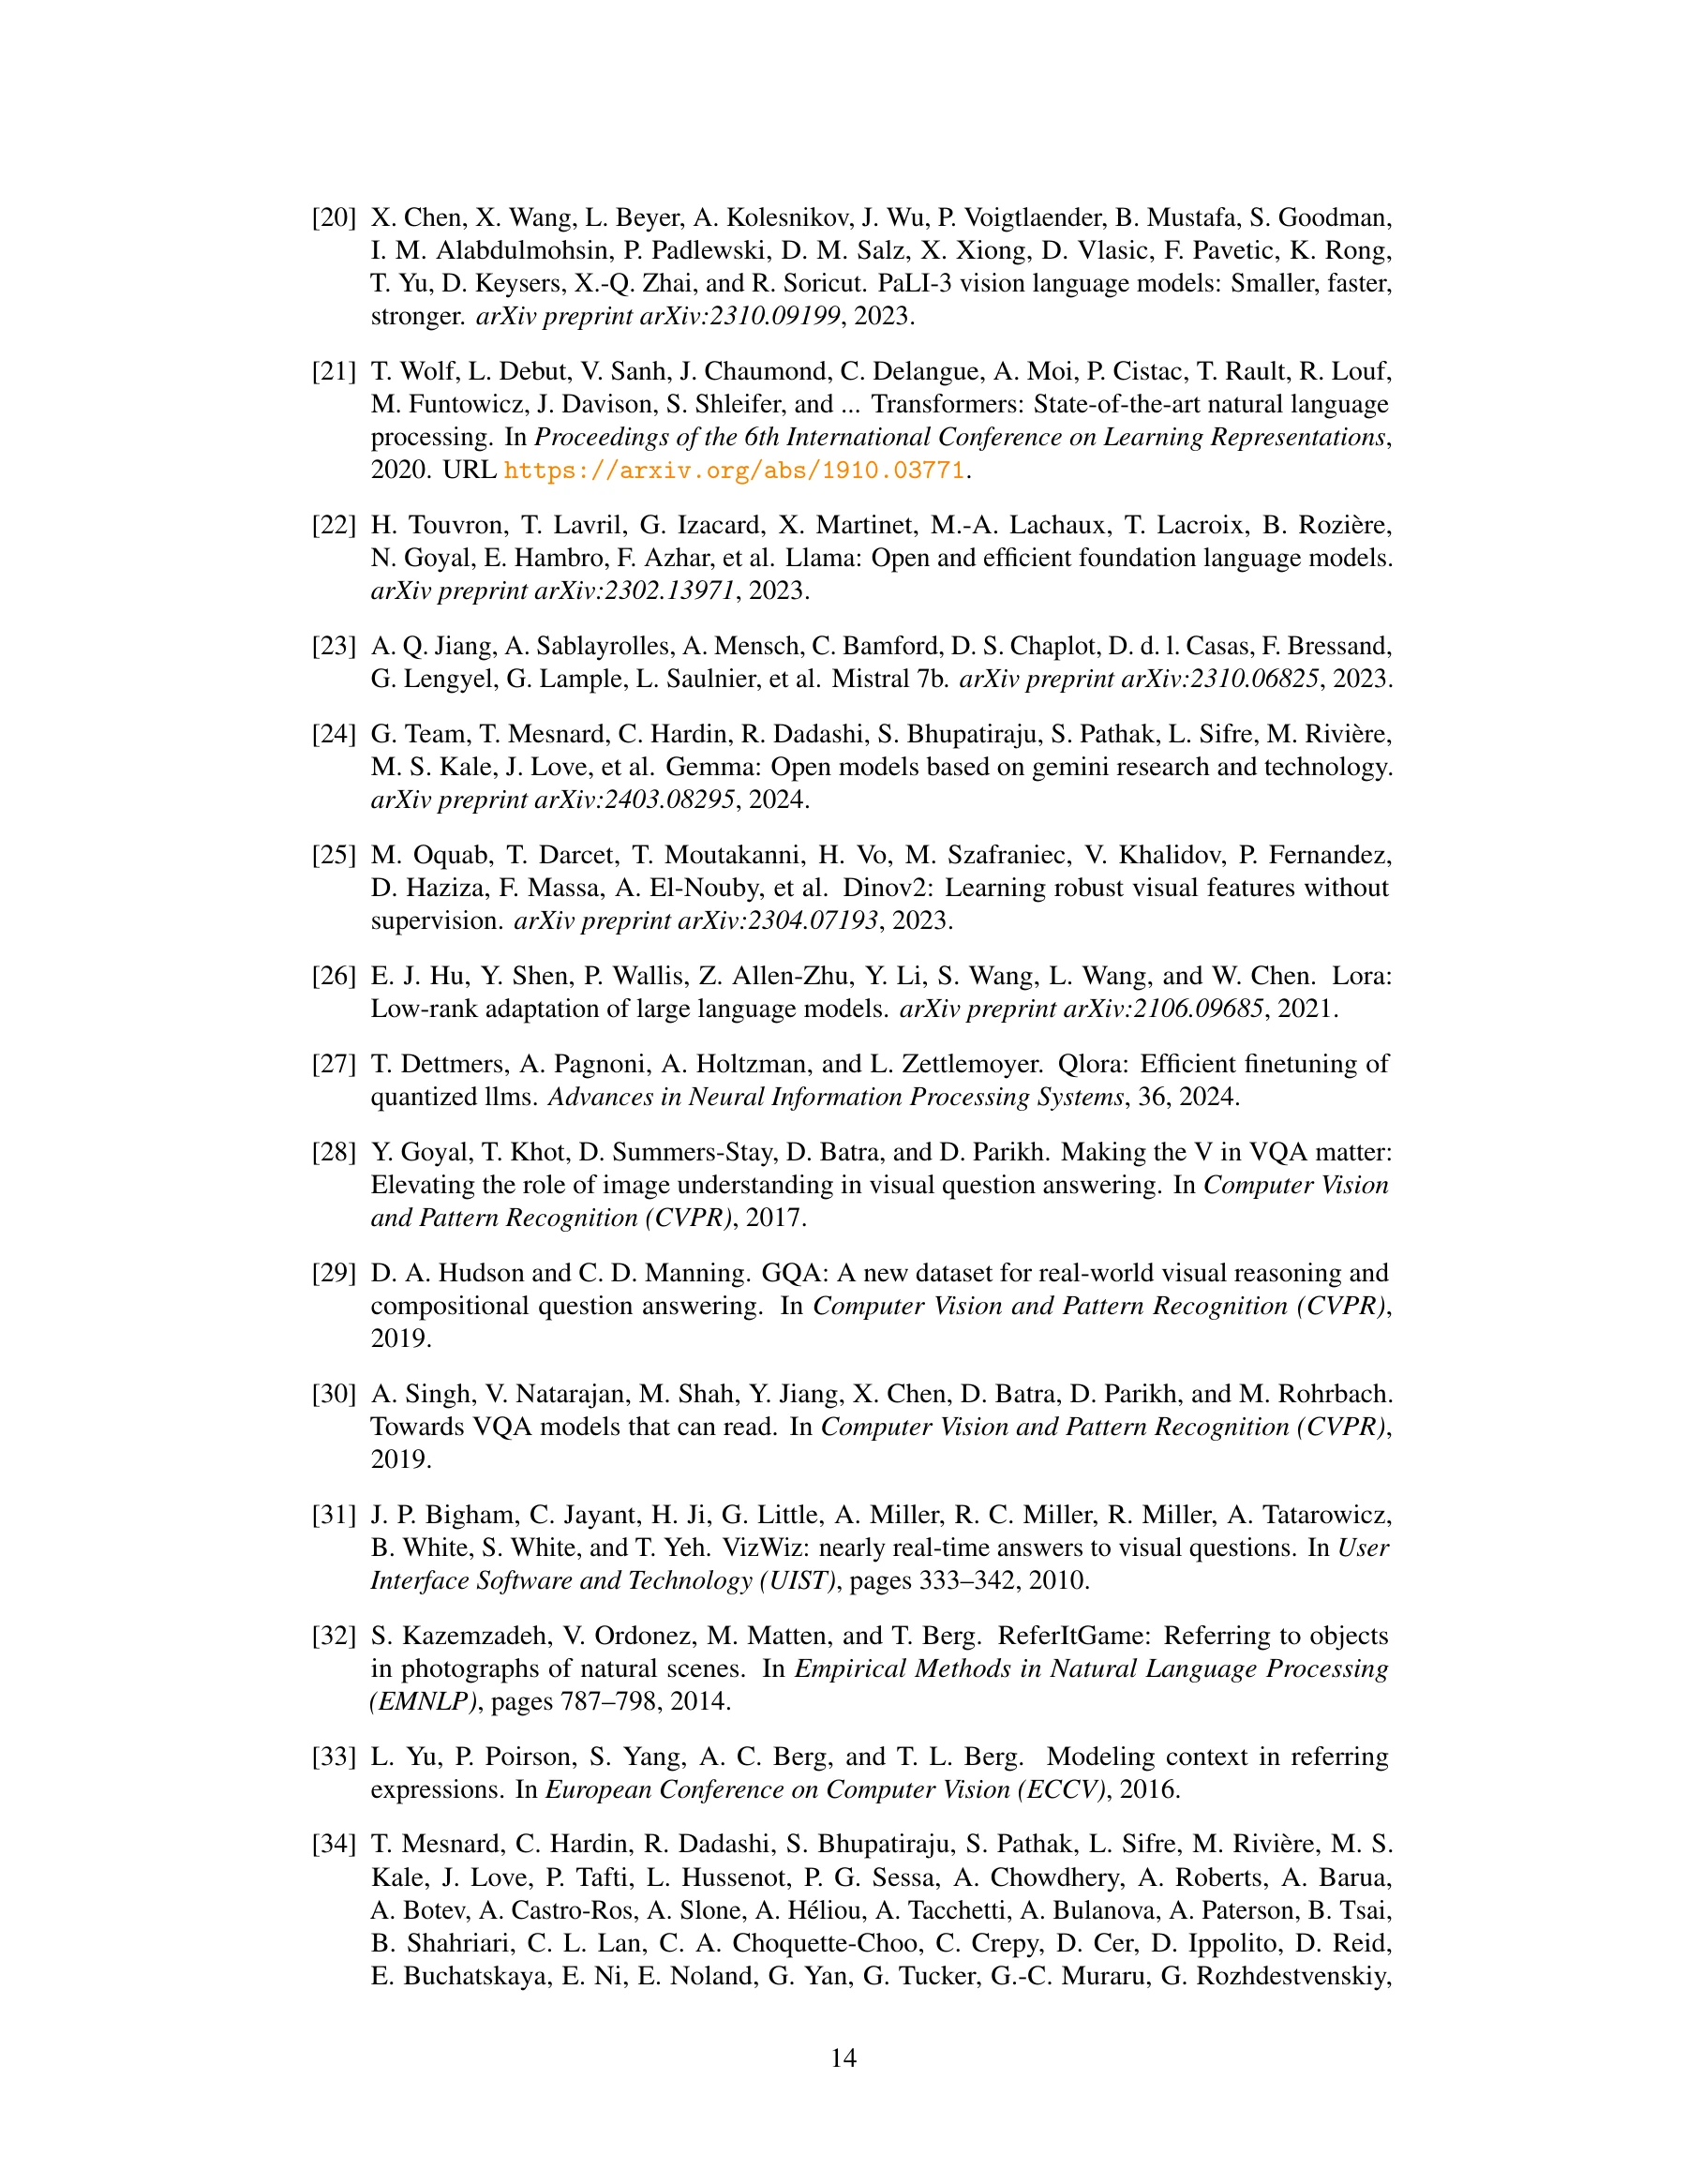 [20] X. Chen, X. Wang, L. Beyer, A. Kolesnikov, J. Wu, P. Voigtlaender, B. Mustafa, S. Goodman,
I. M. Alabdulmohsin, P. Padlewski, D. M. Salz, X. Xiong, D. Vlasic, F. Pavetic, K. Rong,
T. Yu, D. Keysers, X.-Q. Zhai, and R. Soricut. PaLI-3 vision language models: Smaller, faster,
stronger. arXiv preprint arXiv:2310.09199, 2023.
[21] T. Wolf, L. Debut, V. Sanh, J. Chaumond, C. Delangue, A. Moi, P. Cistac, T. Rault, R. Louf,
M. Funtowicz, J. Davison, S. Shleifer, and ... Transformers: State-of-the-art natural language
processing. In Proceedings of the 6th International Conference on Learning Representations,
2020. URL https://arxiv.org/abs/1910.03771.
[22] H. Touvron, T. Lavril, G. Izacard, X. Martinet, M.-A. Lachaux, T. Lacroix, B. Rozière,
N. Goyal, E. Hambro, F. Azhar, et al. Llama: Open and efficient foundation language models.
arXiv preprint arXiv:2302.13971, 2023.
[23] A. Q. Jiang, A. Sablayrolles, A. Mensch, C. Bamford, D. S. Chaplot, D. d. l. Casas, F. Bressand,
G. Lengyel, G. Lample, L. Saulnier, et al. Mistral 7b. arXiv preprint arXiv:2310.06825, 2023.
[24] G. Team, T. Mesnard, C. Hardin, R. Dadashi, S. Bhupatiraju, S. Pathak, L. Sifre, M. Rivière,
M. S. Kale, J. Love, et al. Gemma: Open models based on gemini research and technology.
arXiv preprint arXiv:2403.08295, 2024.
[25] M. Oquab, T. Darcet, T. Moutakanni, H. Vo, M. Szafraniec, V. Khalidov, P. Fernandez,
D. Haziza, F. Massa, A. El-Nouby, et al. Dinov2: Learning robust visual features without
supervision. arXiv preprint arXiv:2304.07193, 2023.
[26] E. J. Hu, Y. Shen, P. Wallis, Z. Allen-Zhu, Y. Li, S. Wang, L. Wang, and W. Chen. Lora:
Low-rank adaptation of large language models. arXiv preprint arXiv:2106.09685, 2021.
[27] T. Dettmers, A. Pagnoni, A. Holtzman, and L. Zettlemoyer. Qlora: Efficient finetuning of
quantized llms. Advances in Neural Information Processing Systems, 36, 2024.
[28] Y. Goyal, T. Khot, D. Summers-Stay, D. Batra, and D. Parikh. Making the V in VQA matter:
Elevating the role of image understanding in visual question answering. In Computer Vision
and Pattern Recognition (CVPR), 2017.
[29] D. A. Hudson and C. D. Manning. GQA: A new dataset for real-world visual reasoning and
compositional question answering. In Computer Vision and Pattern Recognition (CVPR),
2019.
[30] A. Singh, V. Natarajan, M. Shah, Y. Jiang, X. Chen, D. Batra, D. Parikh, and M. Rohrbach.
Towards VQA models that can read. In Computer Vision and Pattern Recognition (CVPR),
2019.
[31] J. P. Bigham, C. Jayant, H. Ji, G. Little, A. Miller, R. C. Miller, R. Miller, A. Tatarowicz,
B. White, S. White, and T. Yeh. VizWiz: nearly real-time answers to visual questions. In User
Interface Software and Technology (UIST), pages 333–342, 2010.
[32] S. Kazemzadeh, V. Ordonez, M. Matten, and T. Berg. ReferItGame: Referring to objects
in photographs of natural scenes. In Empirical Methods in Natural Language Processing
(EMNLP), pages 787–798, 2014.
[33] L. Yu, P. Poirson, S. Yang, A. C. Berg, and T. L. Berg. Modeling context in referring
expressions. In European Conference on Computer Vision (ECCV), 2016.
[34] T. Mesnard, C. Hardin, R. Dadashi, S. Bhupatiraju, S. Pathak, L. Sifre, M. Rivière, M. S.
Kale, J. Love, P. Tafti, L. Hussenot, P. G. Sessa, A. Chowdhery, A. Roberts, A. Barua,
A. Botev, A. Castro-Ros, A. Slone, A. Héliou, A. Tacchetti, A. Bulanova, A. Paterson, B. Tsai,
B. Shahriari, C. L. Lan, C. A. Choquette-Choo, C. Crepy, D. Cer, D. Ippolito, D. Reid,
E. Buchatskaya, E. Ni, E. Noland, G. Yan, G. Tucker, G.-C. Muraru, G. Rozhdestvenskiy,
14